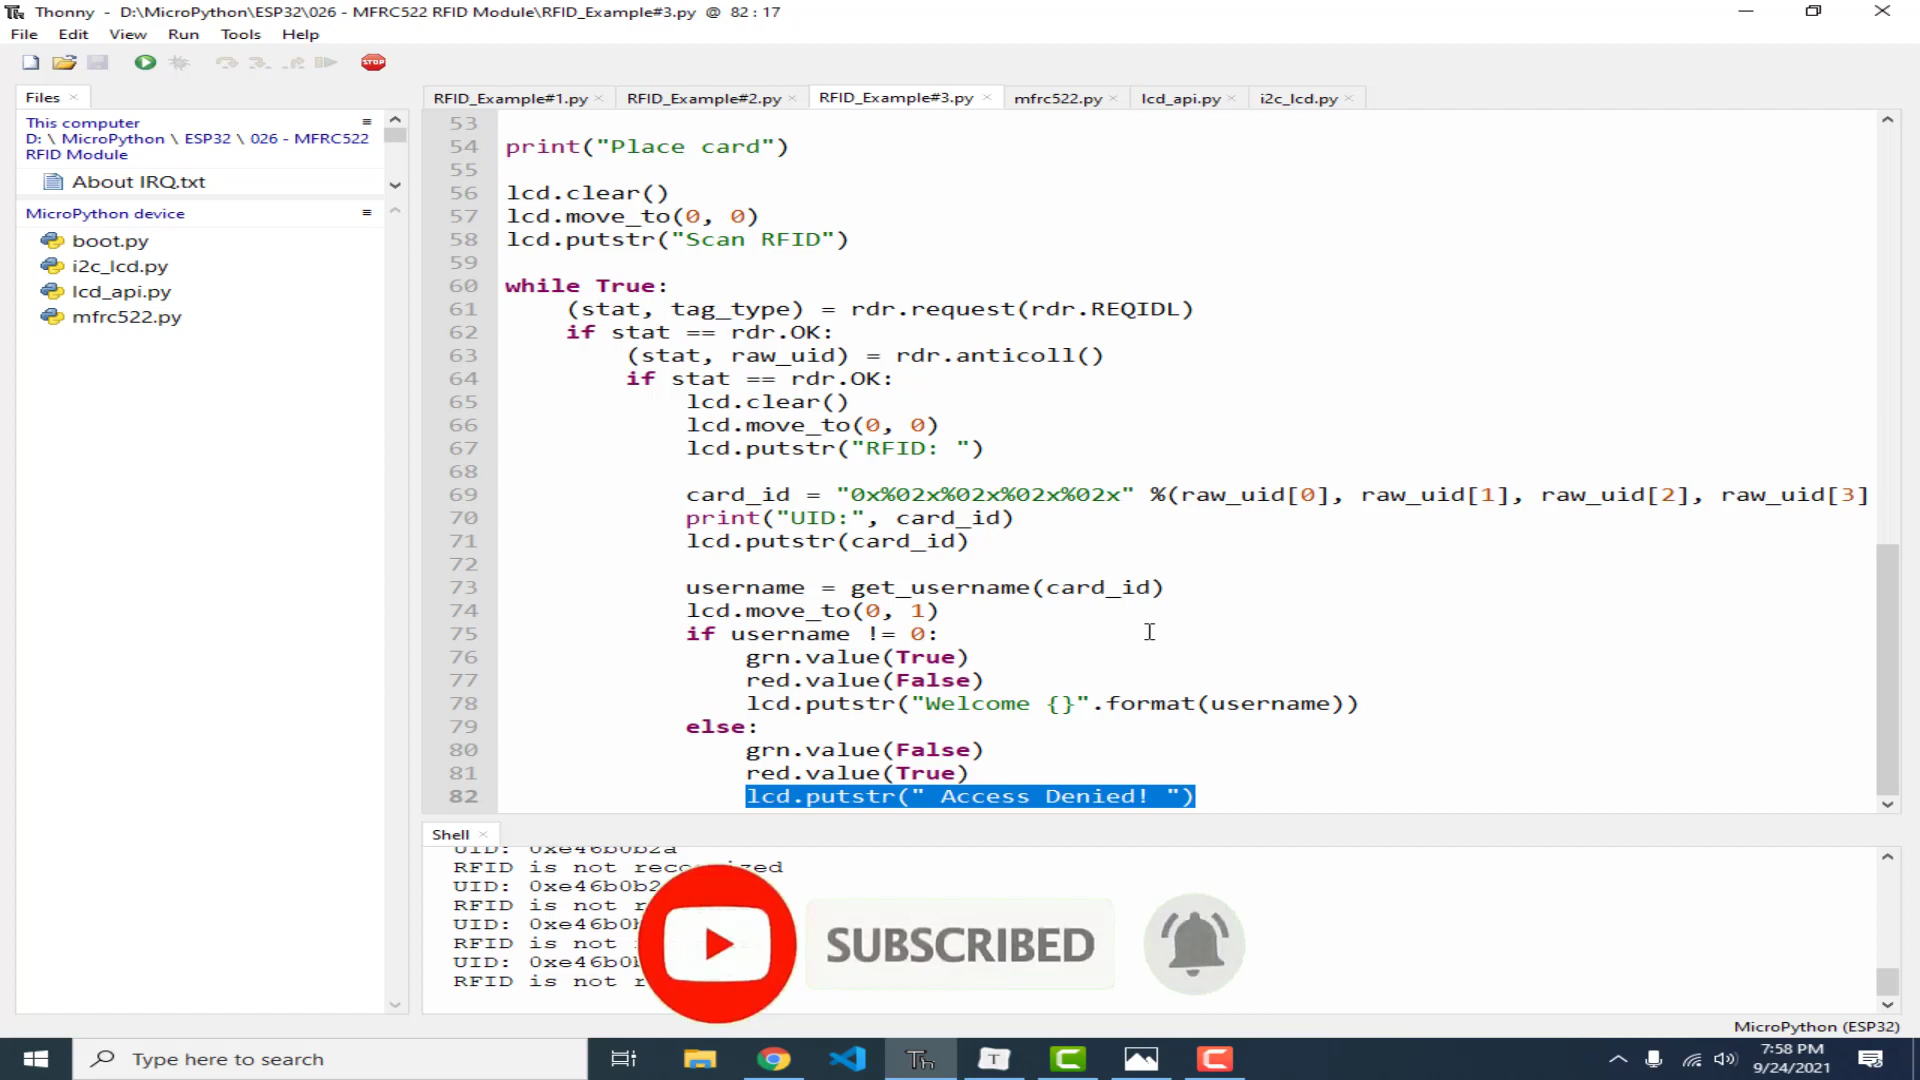 Thonny - D:\MicroPython\ESP32\026 - MFRC522 RFID Module\RFID_Example#3.py @ 82 : 17
File Edit View Run Tools Help
STOP
Files
This computer
D: \ MicroPython \ ESP32 \ 026 - MFRC522
RFID Module
About IRQ.txt
MicroPython device
boot.py
i2c_lcd.py
lcd_api.py
mfrc522.py
RFID_Example#1.py RFID_Example#2.py RFID_Example#3.py mfrc522.py lcd_api.py i2c_lcd.py
53
54 print("Place card")
55
56 lcd.clear()
57 lcd.move_to(0, 0)
58 lcd.putstr("Scan RFID")
59
60 while True:
61 (stat, tag_type) = rdr.request(rdr.REQIDL)
62 if stat == rdr.OK:
63 (stat, raw_uid) = rdr.anticoll()
64 if stat == rdr.OK:
65 lcd.clear()
66 lcd.move_to(0, 0)
67 lcd.putstr("RFID: ")
68
69 card_id = "0x%02x%02x%02x%02x" %(raw_uid[0], raw_uid[1], raw_uid[2], raw_uid[3]
70 print("UID:", card_id)
71 lcd.putstr(card_id)
72
73 username = get_username(card_id)
74 lcd.move_to(0, 1)
75 if username != 0:
76 grn.value(True)
77 red.value(False)
78 lcd.putstr("Welcome {}".format(username))
79 else:
80 grn.value(False)
81 red.value(True)
82 lcd.putstr(" Access Denied! ")
Shell
UID: 0xe46b0b2a
RFID is not recognized
UID: 0xe46b0b2
RFID is not
UID: 0xe46b0
RFID is not
UID: 0xe46b0
RFID is not
SUBSCRIBED
MicroPython (ESP32)
Type here to search
7:58 PM
9/24/2021